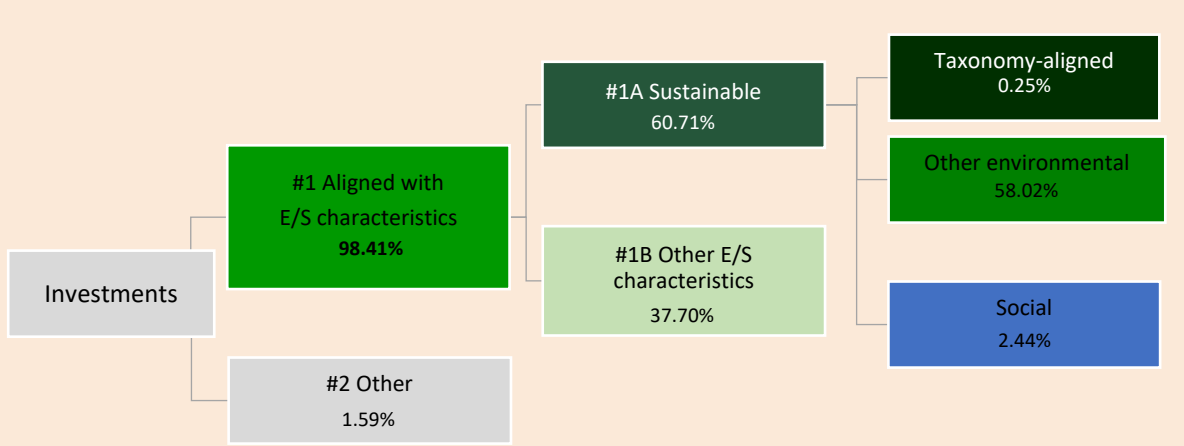 Investments
#1 Aligned with
E/S characteristics
98.41%
#2 Other
1.59%
#1A Sustainable
60.71%
#1B Other E/S
characteristics
37.70%
Taxonomy-aligned
0.25%
Other environmental
58.02%
Social
2.44%